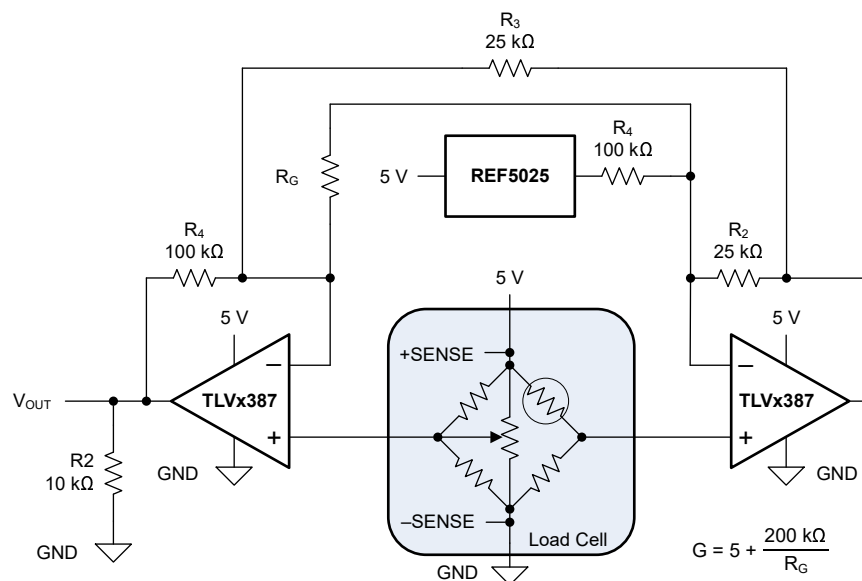 R3
25 kΩ
RG
5 V
REF5025
R4
100 kΩ
R4
100 kΩ
R2
25 kΩ
5 V
5 V
5 V
+SENSE
VOUT
TLVx387
TLVx387
–
+
–
+
R2
10 kΩ
GND
GND
GND
–SENSE
Load Cell
GND
G = 5 + 200 kΩ / RG